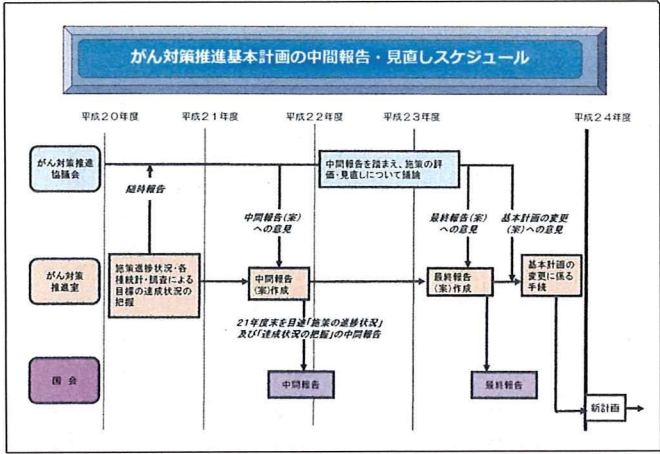 がん対策推進基本計画の中間報告・見直しスケジュール
平成20年度
平成21年度
平成22年度
平成23年度
平成24年度
がん対策推進
協議会
中間報告を踏まえ、施策の評
価・見直しについて議論
随時報告
中間報告(案)
への意見
最終報告(案)
への意見
基本計画の変更
(案)への意見
がん対策
推進室
施策進捗状況・各
種統計・調査による
目標の達成状況の
把握
中間報告
(案)作成
最終報告
(案)作成
基本計画の
変更に係る
手続
21年度末を目途「施策の進捗状況」
及び「達成状況の把握」の中間報告
国会
中間報告
最終報告
新計画